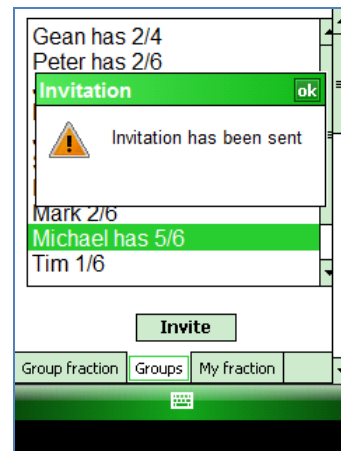 Gean has 2/4
Peter has 2/6
Invitation
ok
Invitation has been sent
Mark 2/6
Michael has 5/6
Tim 1/6
Invite
Group fraction
Groups
My fraction